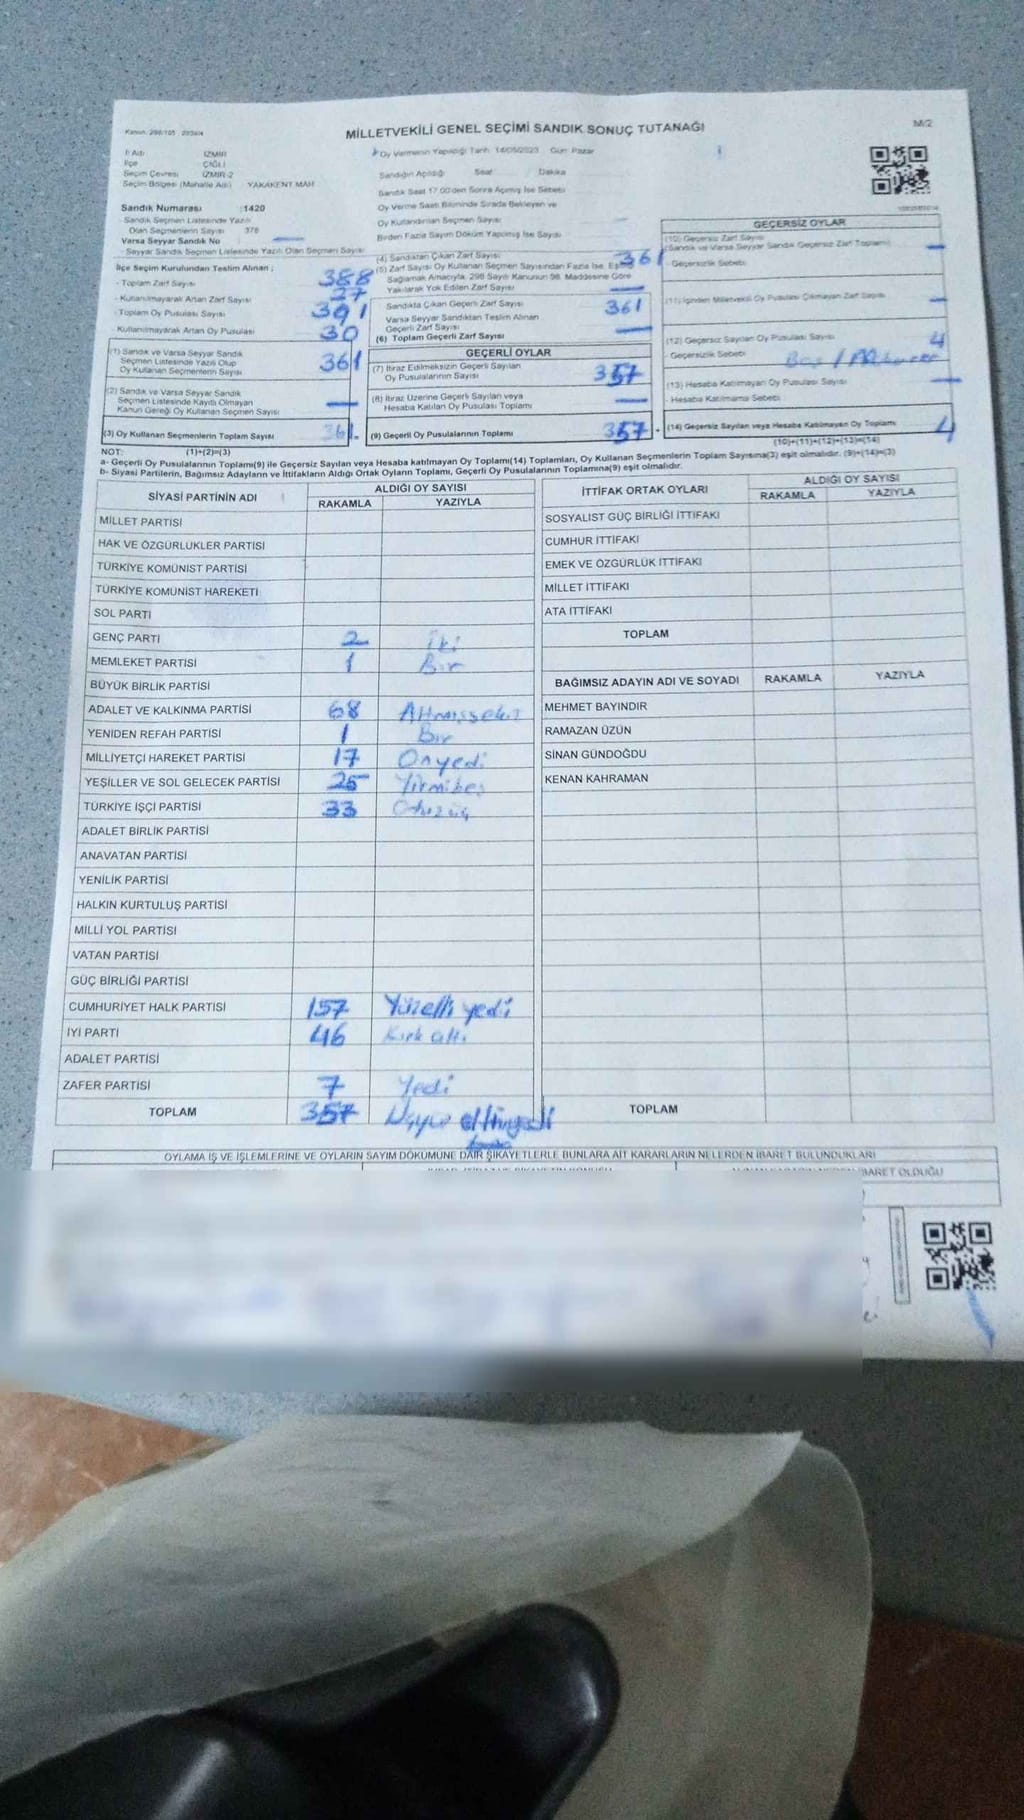 Kanun: 298/105 - 2839/4
MİLLETVEKİLİ GENEL SEÇİMİ SANDIK SONUÇ TUTANAĞI
M/2
İl Adı İZMİR
İlçe ÇİĞLİ
Seçim Çevresi İZMİR-2
Seçim Bölgesi (Mahalle Adı) YAKAKENT MAH
Sandık Numarası :1420
- Sandık Seçmen Listesinde Yazılı
Olan Seçmenlerin Sayısı 376
Varsa Seyyar Sandık No —
- Seyyar Sandık Seçmen Listesinde Yazılı Olan Seçmen Sayısı
İlçe Seçim Kurulundan Teslim Alınan ;
- Toplam Zarf Sayısı 388
- Kullanılmayarak Artan Zarf Sayısı 27
- Toplam Oy Pusulası Sayısı 391
- Kullanılmayarak Artan Oy Pusulası 30
(1) Sandık ve Varsa Seyyar Sandık
Seçmen Listesinde Yazılı Olup
Oy Kullanan Seçmenlerin Sayısı 361
(2) Sandık ve Varsa Seyyar Sandık
Seçmen Listesinde Kayıtlı Olmayan
Kanun Gereği Oy Kullanan Seçmen Sayısı —
(3) Oy Kullanan Seçmenlerin Toplam Sayısı 361
Oy Vermenin Yapıldığı Tarih: 14/05/2023 Gün: Pazar
Sandığın Açıldığı Saat Dakika
Sandık Saat 17:00'den Sonra Açılmış İse Sebebi
Oy Verme Saati Bitiminde Sırada Bekleyen ve
Oy Kullandırılan Seçmen Sayısı
Birden Fazla Sayım Döküm Yapılmış İse Sayısı
(4) Sandıktan Çıkan Zarf Sayısı 361
(5) Zarf Sayısı Oy Kullanan Seçmen Sayısından Fazla İse, Eşitlik
Sağlamak Amacıyla, 298 Sayılı Kanunun 98. Maddesine Göre
Yakılarak Yok Edilen Zarf Sayısı —
Sandıkta Çıkan Geçerli Zarf Sayısı 361
Varsa Seyyar Sandıktan Teslim Alınan
Geçerli Zarf Sayısı —
(6) Toplam Geçerli Zarf Sayısı
GEÇERLİ OYLAR
(7) İtiraz Edilmeksizin Geçerli Sayılan
Oy Pusulalarının Sayısı 357
(8) İtiraz Üzerine Geçerli Sayılan veya
Hesaba Katılan Oy Pusulası Toplamı —
(9) Geçerli Oy Pusulalarının Toplamı 357
GEÇERSİZ OYLAR
(10) Geçersiz Zarf Sayısı
(Sandık ve Varsa Seyyar Sandık Geçersiz Zarf Toplamı) —
- Geçersizlik Sebebi:
(11) İçinden Milletvekili Oy Pusulası Çıkmayan Zarf Sayısı —
(12) Geçersiz Sayılan Oy Pusulası Sayısı 4
- Geçersizlik Sebebi: Boş /
(13) Hesaba Katılmayan Oy Pusulası Sayısı —
Hesaba Katılmama Sebebi:
(14) Geçersiz Sayılan veya Hesaba Katılmayan Oy Toplamı 4
(10)+(11)+(12)+(13)=(14)
NOT: (1)+(2)=(3)
a- Geçerli Oy Pusulalarının Toplamı(9) ile Geçersiz Sayılan veya Hesaba katılmayan Oy Toplamı(14) Toplamları, Oy Kullanan Seçmenlerin Toplam Sayısına(3) eşit olmalıdır. (9)+(14)=(3)
b- Siyasi Partilerin, Bağımsız Adayların ve İttifakların Aldığı Ortak Oyların Toplamı, Geçerli Oy Pusulalarının Toplamına(9) eşit olmalıdır.
SİYASİ PARTİNİN ADI ALDIĞI OY SAYISI
RAKAMLA YAZIYLA
MİLLET PARTİSİ
HAK VE ÖZGÜRLÜKLER PARTİSİ
TÜRKİYE KOMÜNİST PARTİSİ
TÜRKİYE KOMÜNİST HAREKETİ
SOL PARTİ
GENÇ PARTİ 2 İki
MEMLEKET PARTİSİ 1 Bir
BÜYÜK BİRLİK PARTİSİ
ADALET VE KALKINMA PARTİSİ 68 Altmışsekiz
YENİDEN REFAH PARTİSİ 1 Bir
MİLLİYETÇİ HAREKET PARTİSİ 17 Onyedi
YEŞİLLER VE SOL GELECEK PARTİSİ 25 Yirmibeş
TÜRKİYE İŞÇİ PARTİSİ 33 Otuzüç
ADALET BİRLİK PARTİSİ
ANAVATAN PARTİSİ
YENİLİK PARTİSİ
HALKIN KURTULUŞ PARTİSİ
MİLLİ YOL PARTİSİ
VATAN PARTİSİ
GÜÇ BİRLİĞİ PARTİSİ
CUMHURİYET HALK PARTİSİ 157 Yüzelli yedi
İYİ PARTİ 46 Kırk altı
ADALET PARTİSİ
ZAFER PARTİSİ 7 Yedi
TOPLAM 357 Üçyüz elliyedi
İTTİFAK ORTAK OYLARI ALDIĞI OY SAYISI
RAKAMLA YAZIYLA
SOSYALİST GÜÇ BİRLİĞİ İTTİFAKI
CUMHUR İTTİFAKI
EMEK VE ÖZGÜRLÜK İTTİFAKI
MİLLET İTTİFAKI
ATA İTTİFAKI
TOPLAM
BAĞIMSIZ ADAYIN ADI VE SOYADI RAKAMLA YAZIYLA
MEHMET BAYINDIR
RAMAZAN ÜZÜN
SİNAN GÜNDOĞDU
KENAN KAHRAMAN
TOPLAM
OYLAMA İŞ VE İŞLEMLERİNE VE OYLARIN SAYIM DÖKÜMÜNE DAİR ŞİKAYETLERLE BUNLARA AİT KARARLARIN NELERDEN İBARET BULUNDUKLARI
İBARET OLDUĞU